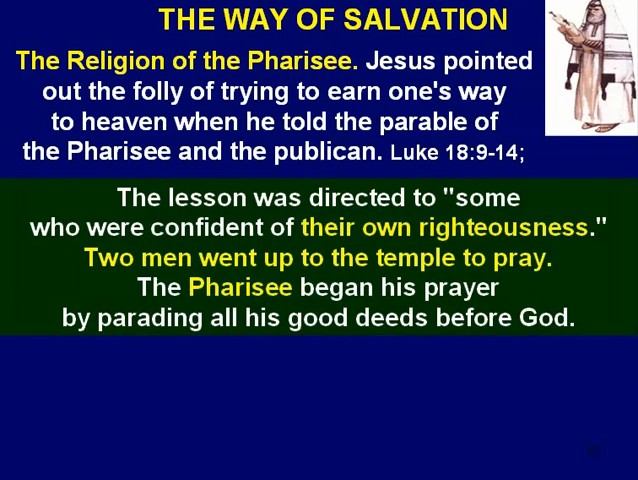 THE WAY OF SALVATION
The Religion of the Pharisee. Jesus pointed
out the folly of trying to earn one's way
to heaven when he told the parable of
the Pharisee and the publican. Luke 18:9-14;
The lesson was directed to "some
who were confident of their own righteousness."
Two men went up to the temple to pray.
The Pharisee began his prayer
by parading all his good deeds before God.